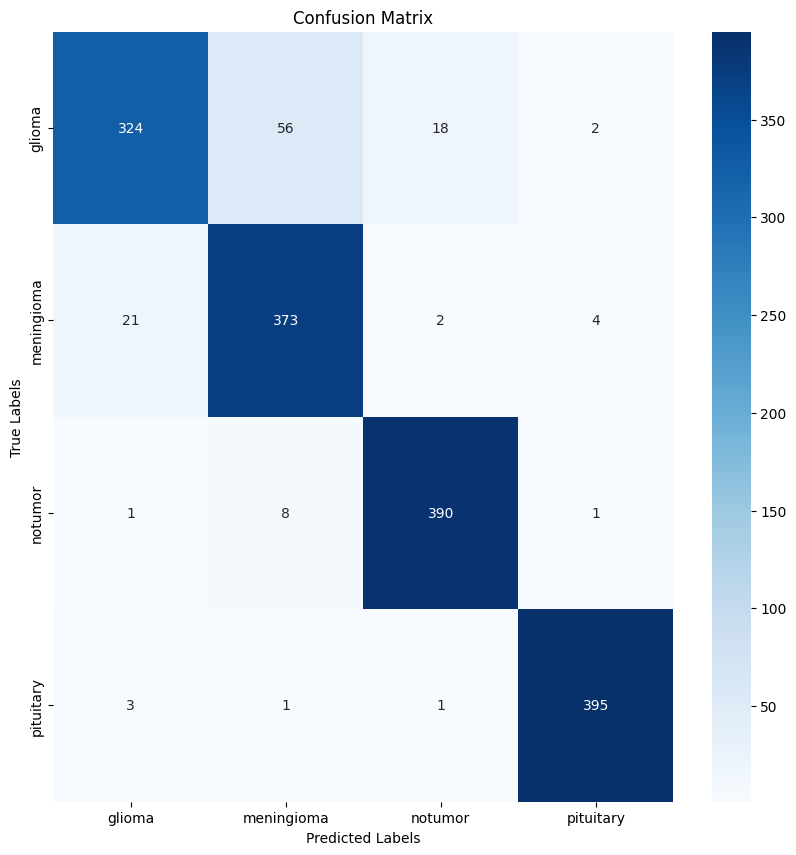 Confusion Matrix
True Labels
glioma
324 56 18 2
meningioma
21 373 2 4
notumor
1 8 390 1
pituitary
3 1 1 395
glioma meningioma notumor pituitary
Predicted Labels
350
300
250
200
150
100
50